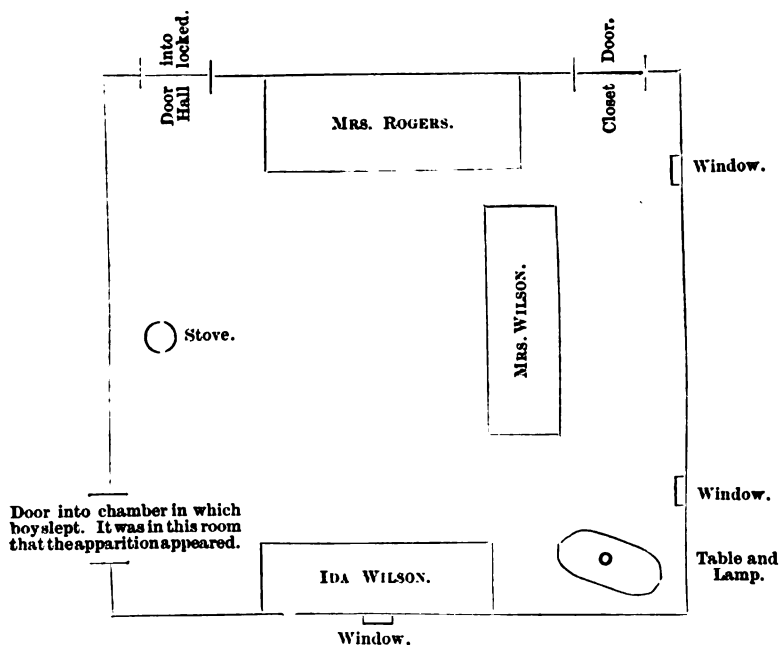 Door into
Hall locked.
Closet Door.
MRS. ROGERS.
Window.
MRS. WILSON.
Stove.
Window.
Door into chamber in which
boy slept. It was in this room
that the apparition appeared.
IDA WILSON.
Table and
Lamp.
Window.